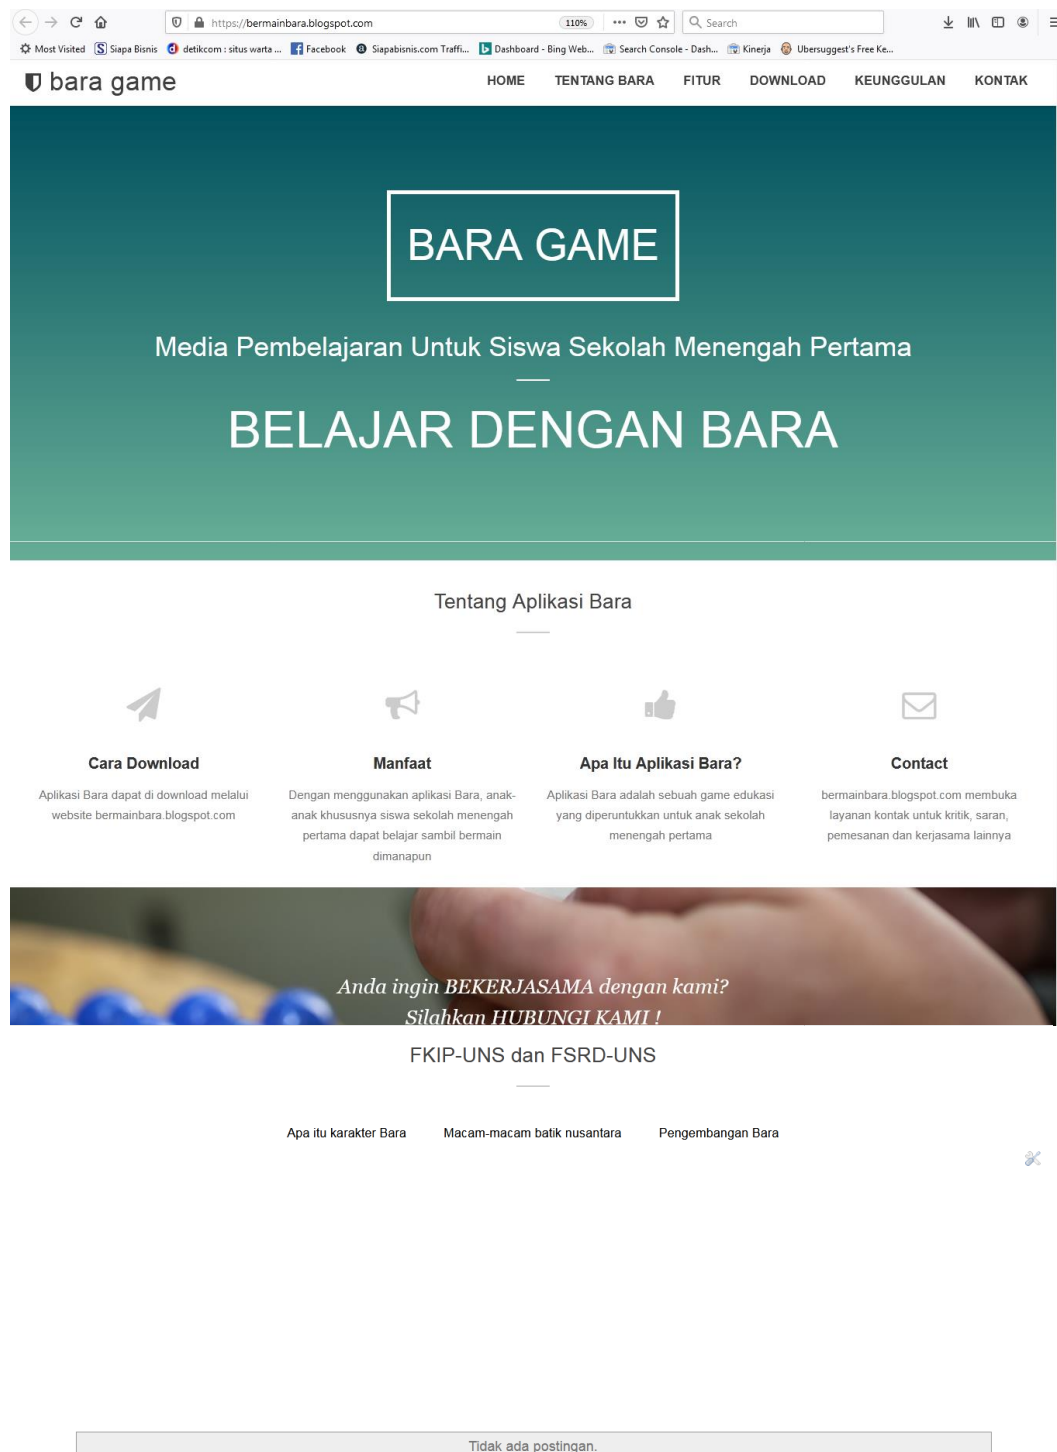 https://bermainbara.blogspot.com
110%
Search
Most Visited
Siapa Bisnis
detikcom : situs warta ...
Facebook
Siapabisnis.com Traffi...
Dashboard - Bing Web...
Search Console - Dash...
Kinerja
Ubersuggest's Free Ke...
bara game
HOME
TENTANG BARA
FITUR
DOWNLOAD
KEUNGGULAN
KONTAK
BARA GAME
Media Pembelajaran Untuk Siswa Sekolah Menengah Pertama
BELAJAR DENGAN BARA
Tentang Aplikasi Bara
Cara Download
Aplikasi Bara dapat di download melalui
website bermainbara.blogspot.com
Manfaat
Dengan menggunakan aplikasi Bara, anak-
anak khususnya siswa sekolah menengah
pertama dapat belajar sambil bermain
dimanapun
Apa Itu Aplikasi Bara?
Aplikasi Bara adalah sebuah game edukasi
yang diperuntukkan untuk anak sekolah
menengah pertama
Contact
bermainbara.blogspot.com membuka
layanan kontak untuk kritik, saran,
pemesanan dan kerjasama lainnya
Anda ingin BEKERJASAMA dengan kami?
Silahkan HUBUNGI KAMI !
FKIP-UNS dan FSRD-UNS
Apa itu karakter Bara
Macam-macam batik nusantara
Pengembangan Bara
Tidak ada postingan.